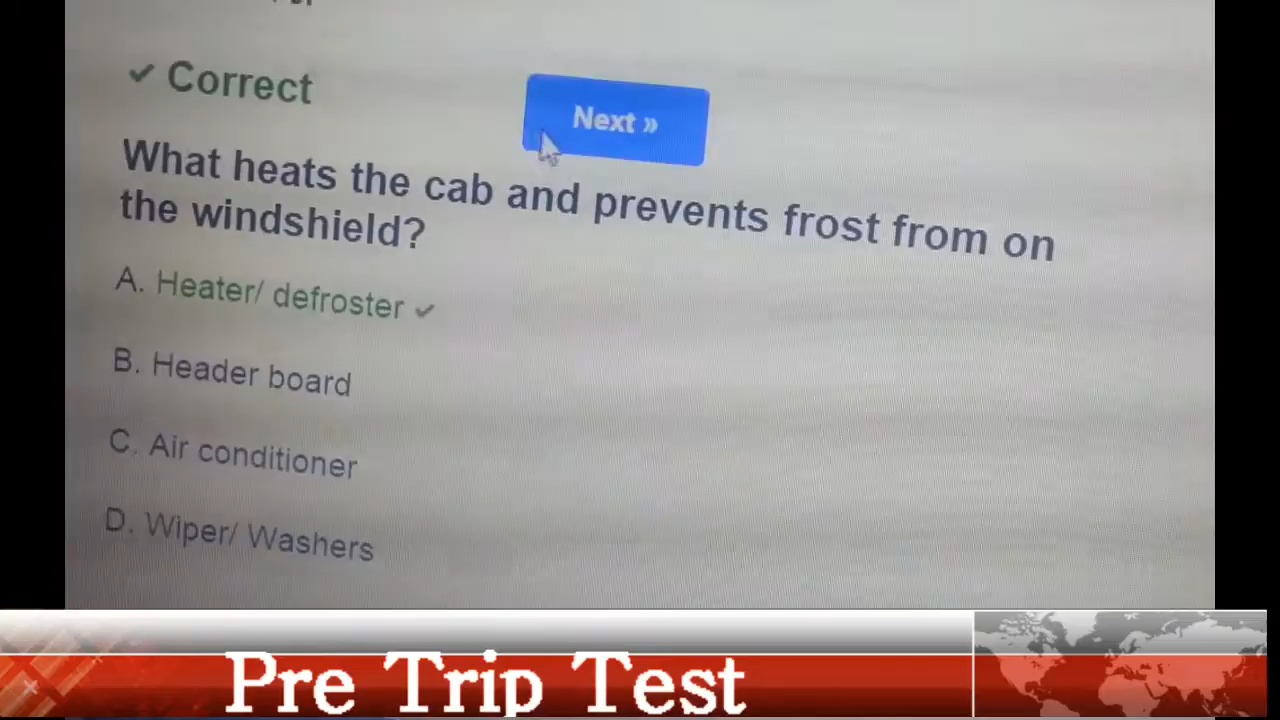 ✔ Correct
Next »
What heats the cab and prevents frost from on
the windshield?
A. Heater/ defroster ✔
B. Header board
C. Air conditioner
D. Wiper/ Washers
Pre Trip Test